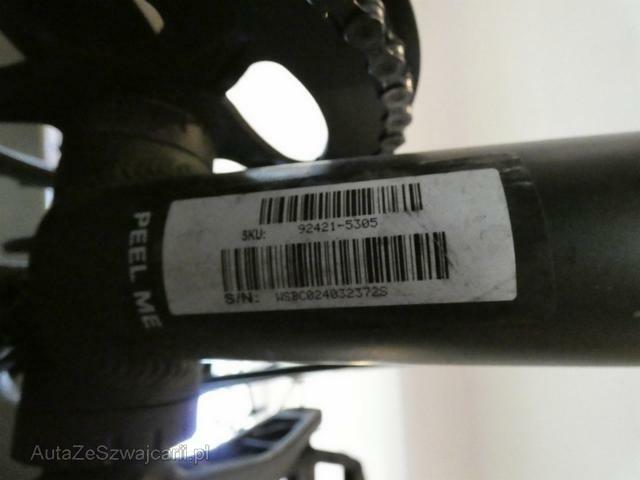 SKU: 92421-5305
S/N: WSBC024032372S
PEEL ME
AutaZeSzwajcarii.pl